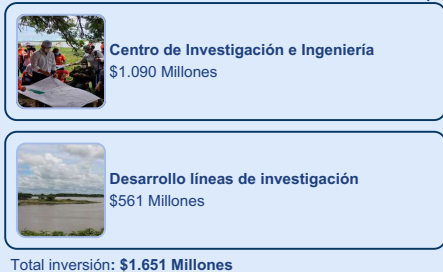 Centro de Investigación e Ingeniería
$1.090 Millones
Desarrollo líneas de investigación
$561 Millones
Total inversión: $1.651 Millones